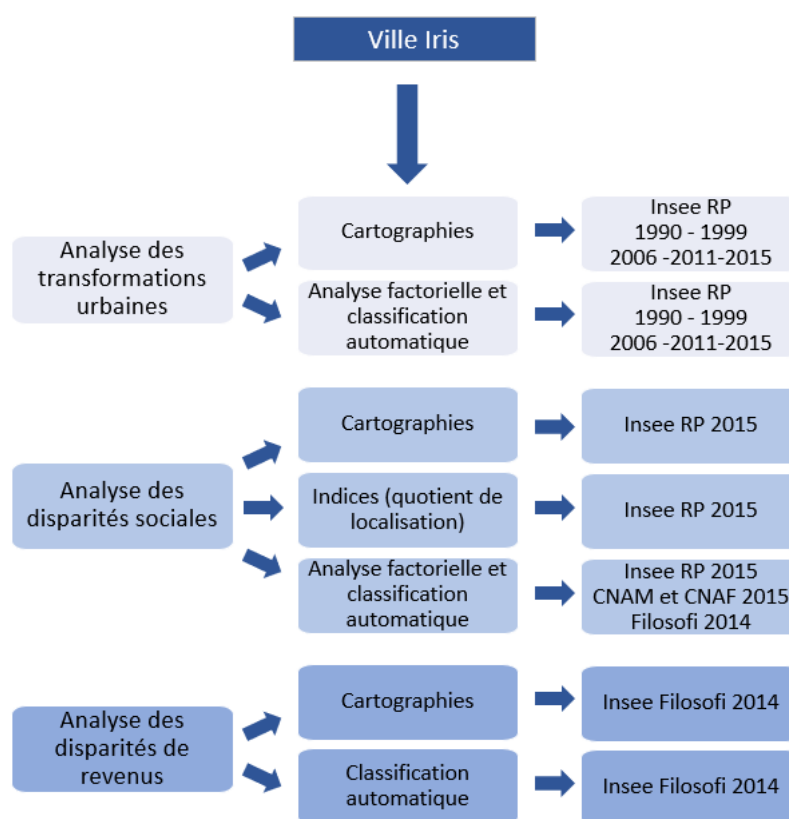 Ville Iris
Analyse des
transformations
urbaines
Cartographies
Insee RP
1990 - 1999
2006 -2011-2015
Analyse factorielle et
classification
automatique
Insee RP
1990 - 1999
2006 -2011-2015
Analyse des
disparités sociales
Cartographies
Insee RP 2015
Indices (quotient de
localisation)
Insee RP 2015
Analyse factorielle et
classification
automatique
Insee RP 2015
CNAM et CNAF 2015
Filosofi 2014
Analyse des
disparités de
revenus
Cartographies
Insee Filosofi 2014
Classification
automatique
Insee Filosofi 2014